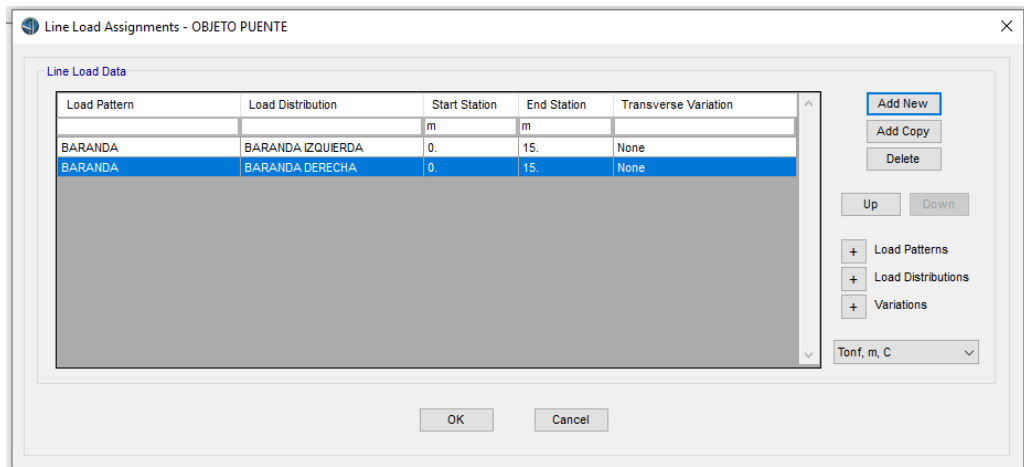 Line Load Assignments - OBJETO PUENTE
Line Load Data
Load Pattern Load Distribution Start Station End Station Transverse Variation
m m
BARANDA BARANDA IZQUIERDA 0. 15. None
BARANDA BARANDA DERECHA 0. 15. None
Add New
Add Copy
Delete
Up Down
+ Load Patterns
+ Load Distributions
+ Variations
Tonf, m, C
OK Cancel